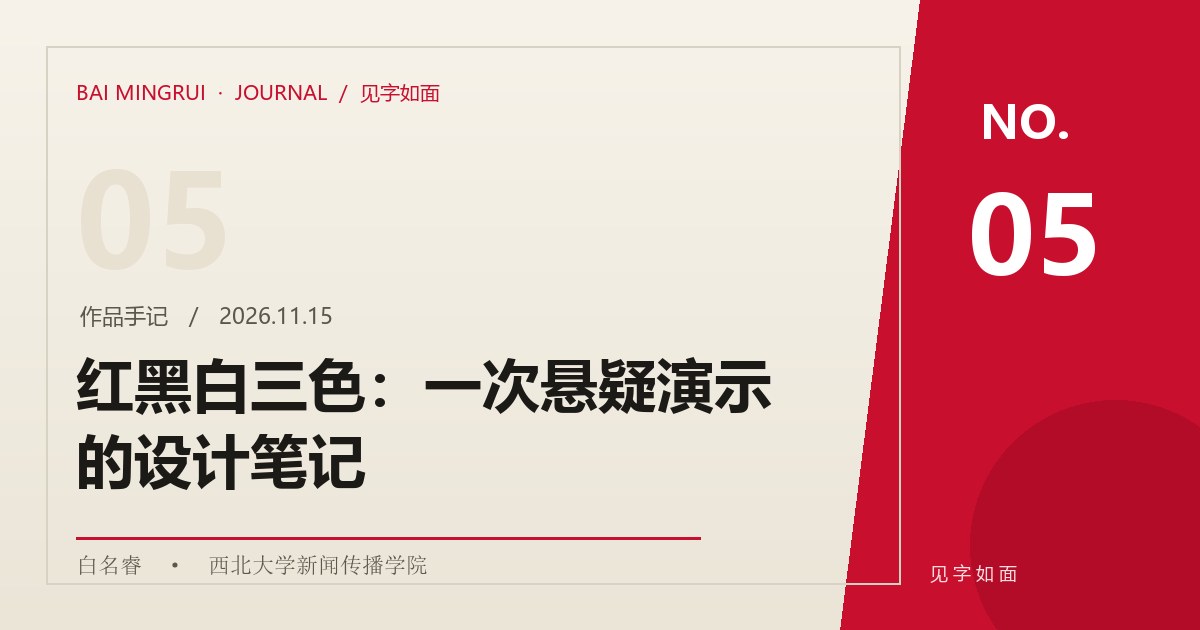 BAI MINGRUI · JOURNAL / 见字如面
05
作品手记 / 2026.11.15
红黑白三色：一次悬疑演示
的设计笔记
白名睿 • 西北大学新闻传播学院
NO.
05
见字如面